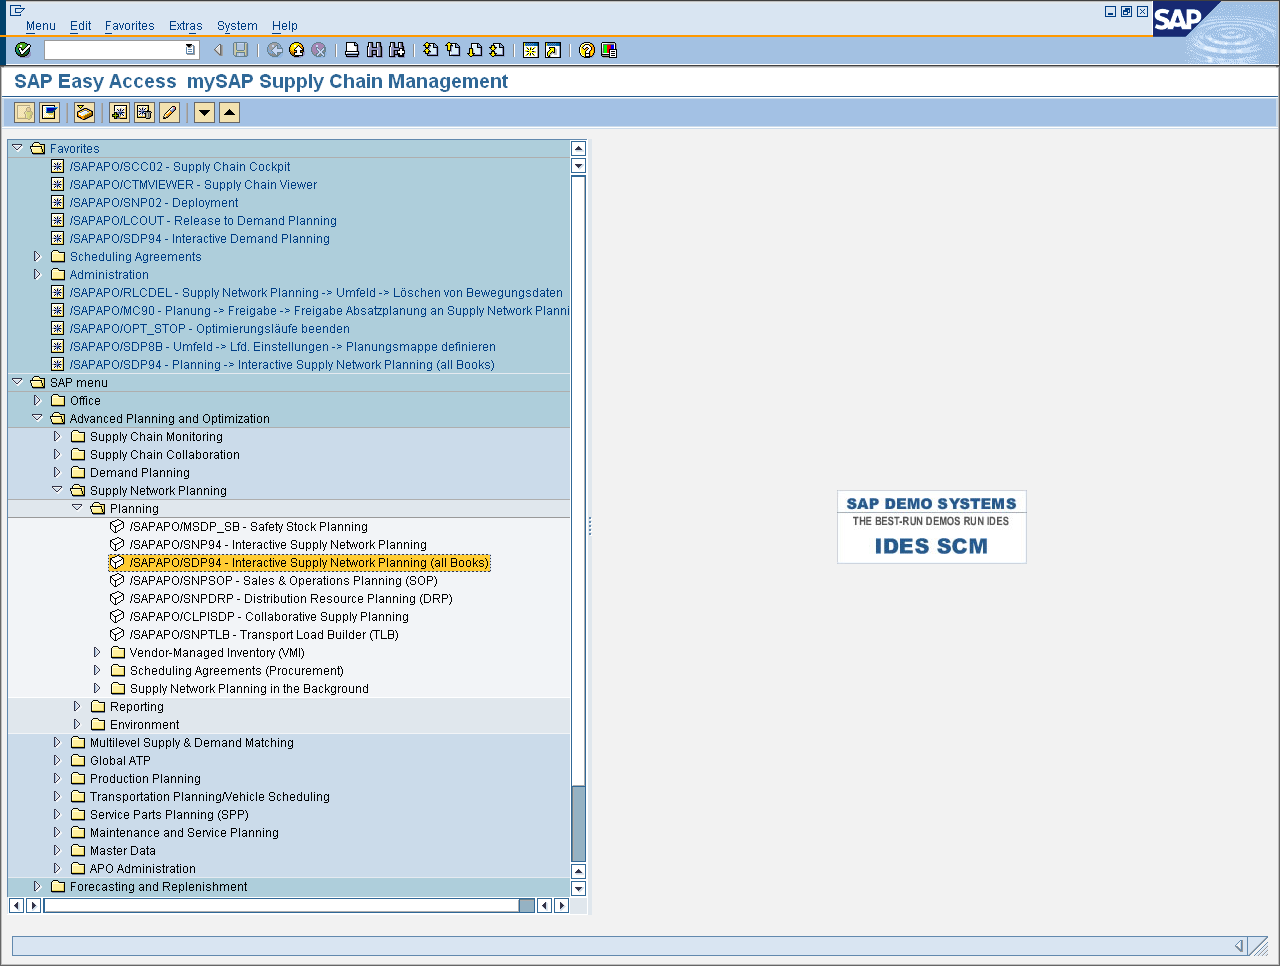 Menu Edit Favorites Extras System Help
SAP
SAP Easy Access mySAP Supply Chain Management
Favorites
/SAPAPO/SCC02 - Supply Chain Cockpit
/SAPAPO/CTMVIEWER - Supply Chain Viewer
/SAPAPO/SNP02 - Deployment
/SAPAPO/LCOUT - Release to Demand Planning
/SAPAPO/SDP94 - Interactive Demand Planning
Scheduling Agreements
Administration
/SAPAPO/RLCDEL - Supply Network Planning -> Umfeld -> Löschen von Bewegungsdaten
/SAPAPO/MC90 - Planung -> Freigabe -> Freigabe Absatzplanung an Supply Network Planni
/SAPAPO/OPT_STOP - Optimierungsläufe beenden
/SAPAPO/SDP8B - Umfeld -> Lfd. Einstellungen -> Planungsmappe definieren
/SAPAPO/SDP94 - Planning -> Interactive Supply Network Planning (all Books)
SAP menu
Office
Advanced Planning and Optimization
Supply Chain Monitoring
Supply Chain Collaboration
Demand Planning
Supply Network Planning
Planning
/SAPAPO/MSDP_SB - Safety Stock Planning
/SAPAPO/SNP94 - Interactive Supply Network Planning
/SAPAPO/SDP94 - Interactive Supply Network Planning (all Books)
/SAPAPO/SNPSOP - Sales & Operations Planning (SOP)
/SAPAPO/SNPDRP - Distribution Resource Planning (DRP)
/SAPAPO/CLPISDP - Collaborative Supply Planning
/SAPAPO/SNPTLB - Transport Load Builder (TLB)
Vendor-Managed Inventory (VMI)
Scheduling Agreements (Procurement)
Supply Network Planning in the Background
Reporting
Environment
Multilevel Supply & Demand Matching
Global ATP
Production Planning
Transportation Planning/Vehicle Scheduling
Service Parts Planning (SPP)
Maintenance and Service Planning
Master Data
APO Administration
Forecasting and Replenishment
SAP DEMO SYSTEMS
THE BEST-RUN DEMOS RUN IDES
IDES SCM